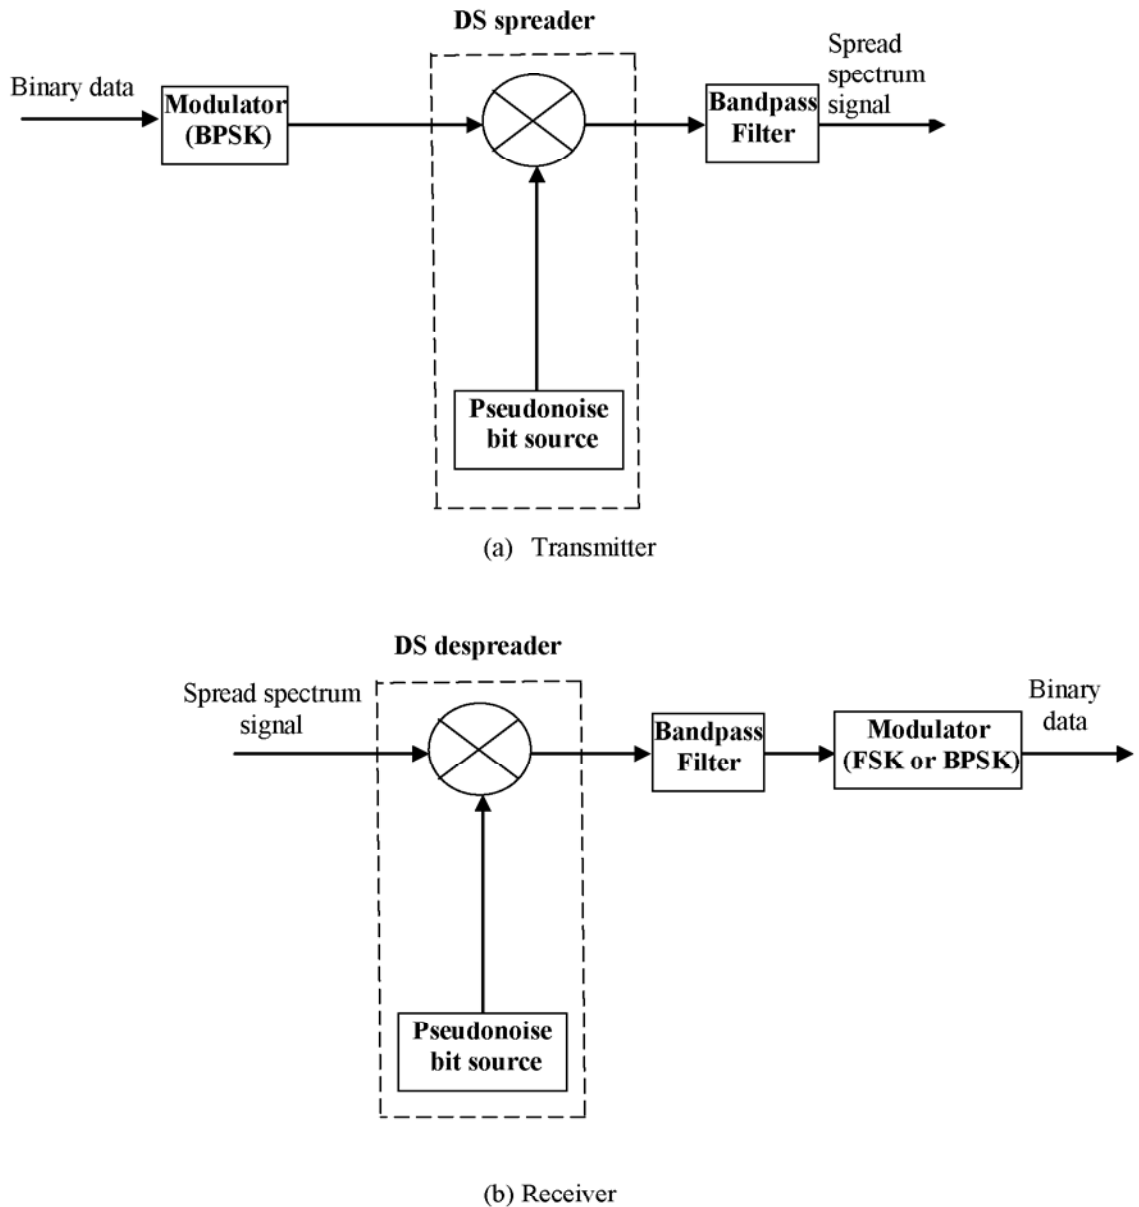 DS spreader
Binary data
Modulator
(BPSK)
Bandpass
Filter
Spread
spectrum
signal
Pseudonoise
bit source
(a) Transmitter
DS despreader
Spread spectrum
signal
Bandpass
Filter
Modulator
(FSK or BPSK)
Binary
data
Pseudonoise
bit source
(b) Receiver